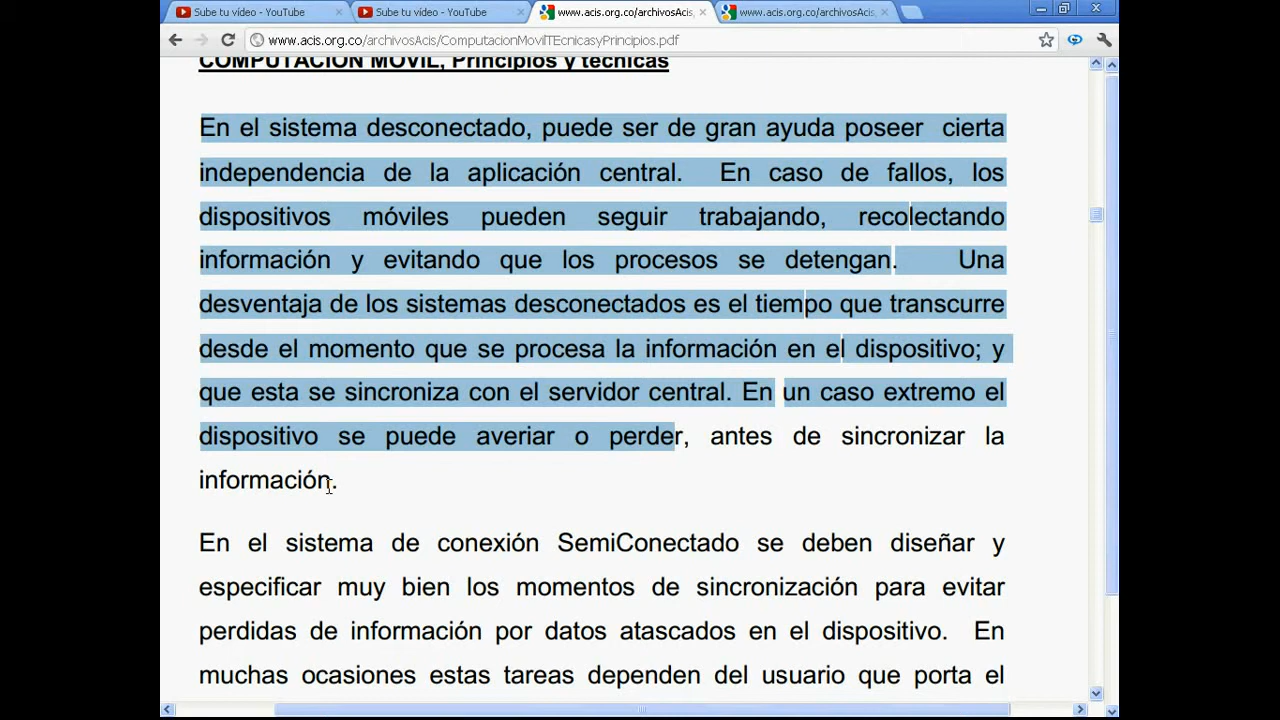 Sube tu vídeo - YouTube
Sube tu vídeo - YouTube
www.acis.org.co/archivosAcis,
www.acis.org.co/archivosAcis,
www.acis.org.co/archivosAcis/ComputacionMovilTEcnicasyPrincipios.pdf
COMPUTACION MOVIL, Principios y técnicas
En el sistema desconectado, puede ser de gran ayuda poseer cierta
independencia de la aplicación central. En caso de fallos, los
dispositivos móviles pueden seguir trabajando, recolectando
información y evitando que los procesos se detengan. Una
desventaja de los sistemas desconectados es el tiempo que transcurre
desde el momento que se procesa la información en el dispositivo; y
que esta se sincroniza con el servidor central. En un caso extremo el
dispositivo se puede averiar o perder, antes de sincronizar la
información.
En el sistema de conexión SemiConectado se deben diseñar y
especificar muy bien los momentos de sincronización para evitar
perdidas de información por datos atascados en el dispositivo. En
muchas ocasiones estas tareas dependen del usuario que porta el